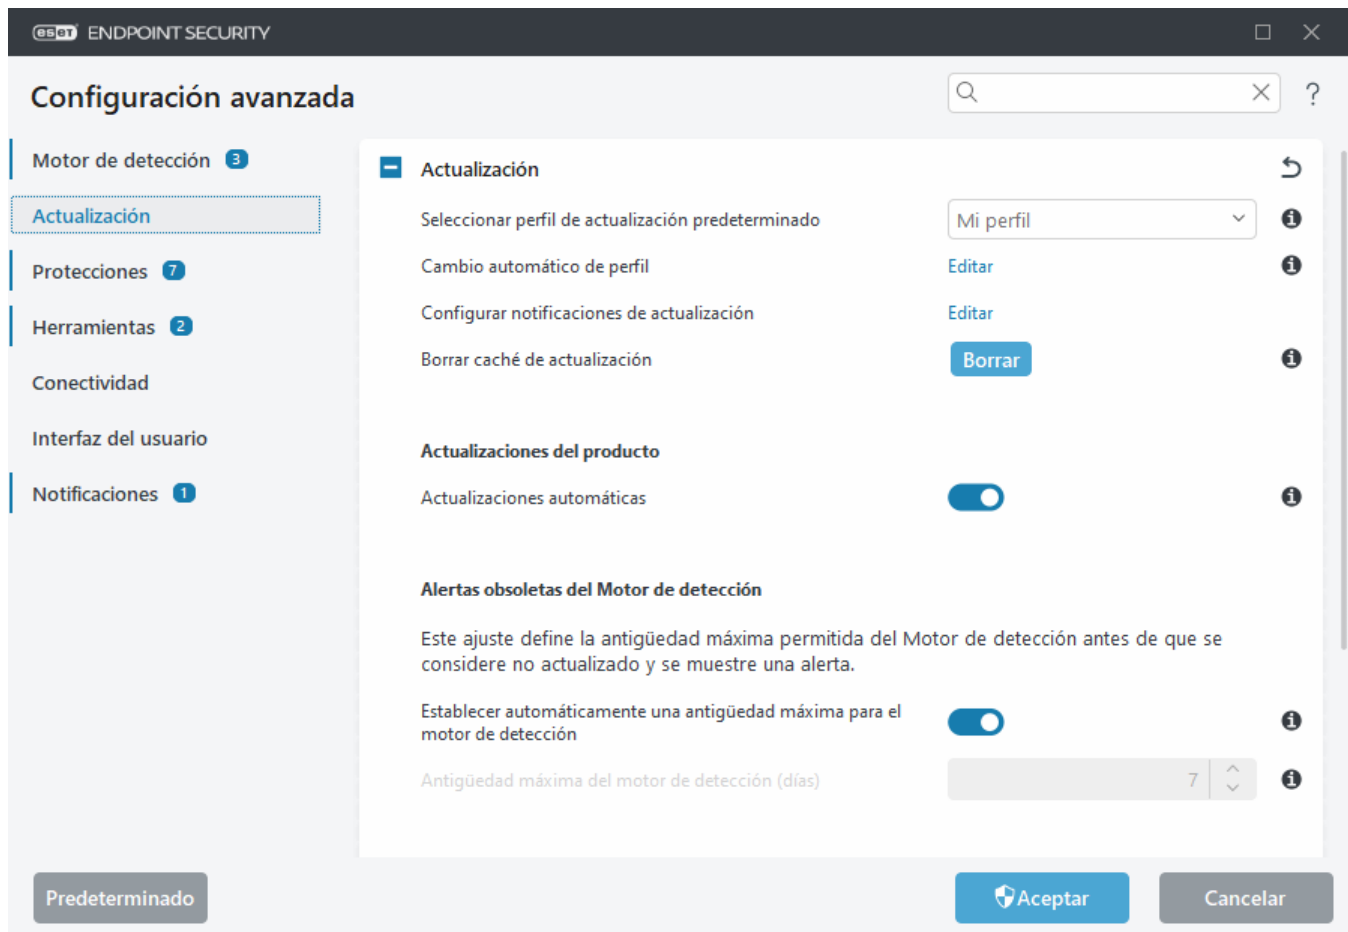 eset ENDPOINT SECURITY
Configuración avanzada
?
Motor de detección 3
Actualización
Protecciones 7
Herramientas 2
Conectividad
Interfaz del usuario
Notificaciones 1
Actualización
Seleccionar perfil de actualización predeterminado Mi perfil
Cambio automático de perfil Editar
Configurar notificaciones de actualización Editar
Borrar caché de actualización Borrar
Actualizaciones del producto
Actualizaciones automáticas
Alertas obsoletas del Motor de detección
Este ajuste define la antigüedad máxima permitida del Motor de detección antes de que se
considere no actualizado y se muestre una alerta.
Establecer automáticamente una antigüedad máxima para el
motor de detección
Antigüedad máxima del motor de detección (días) 7
Predeterminado Aceptar Cancelar